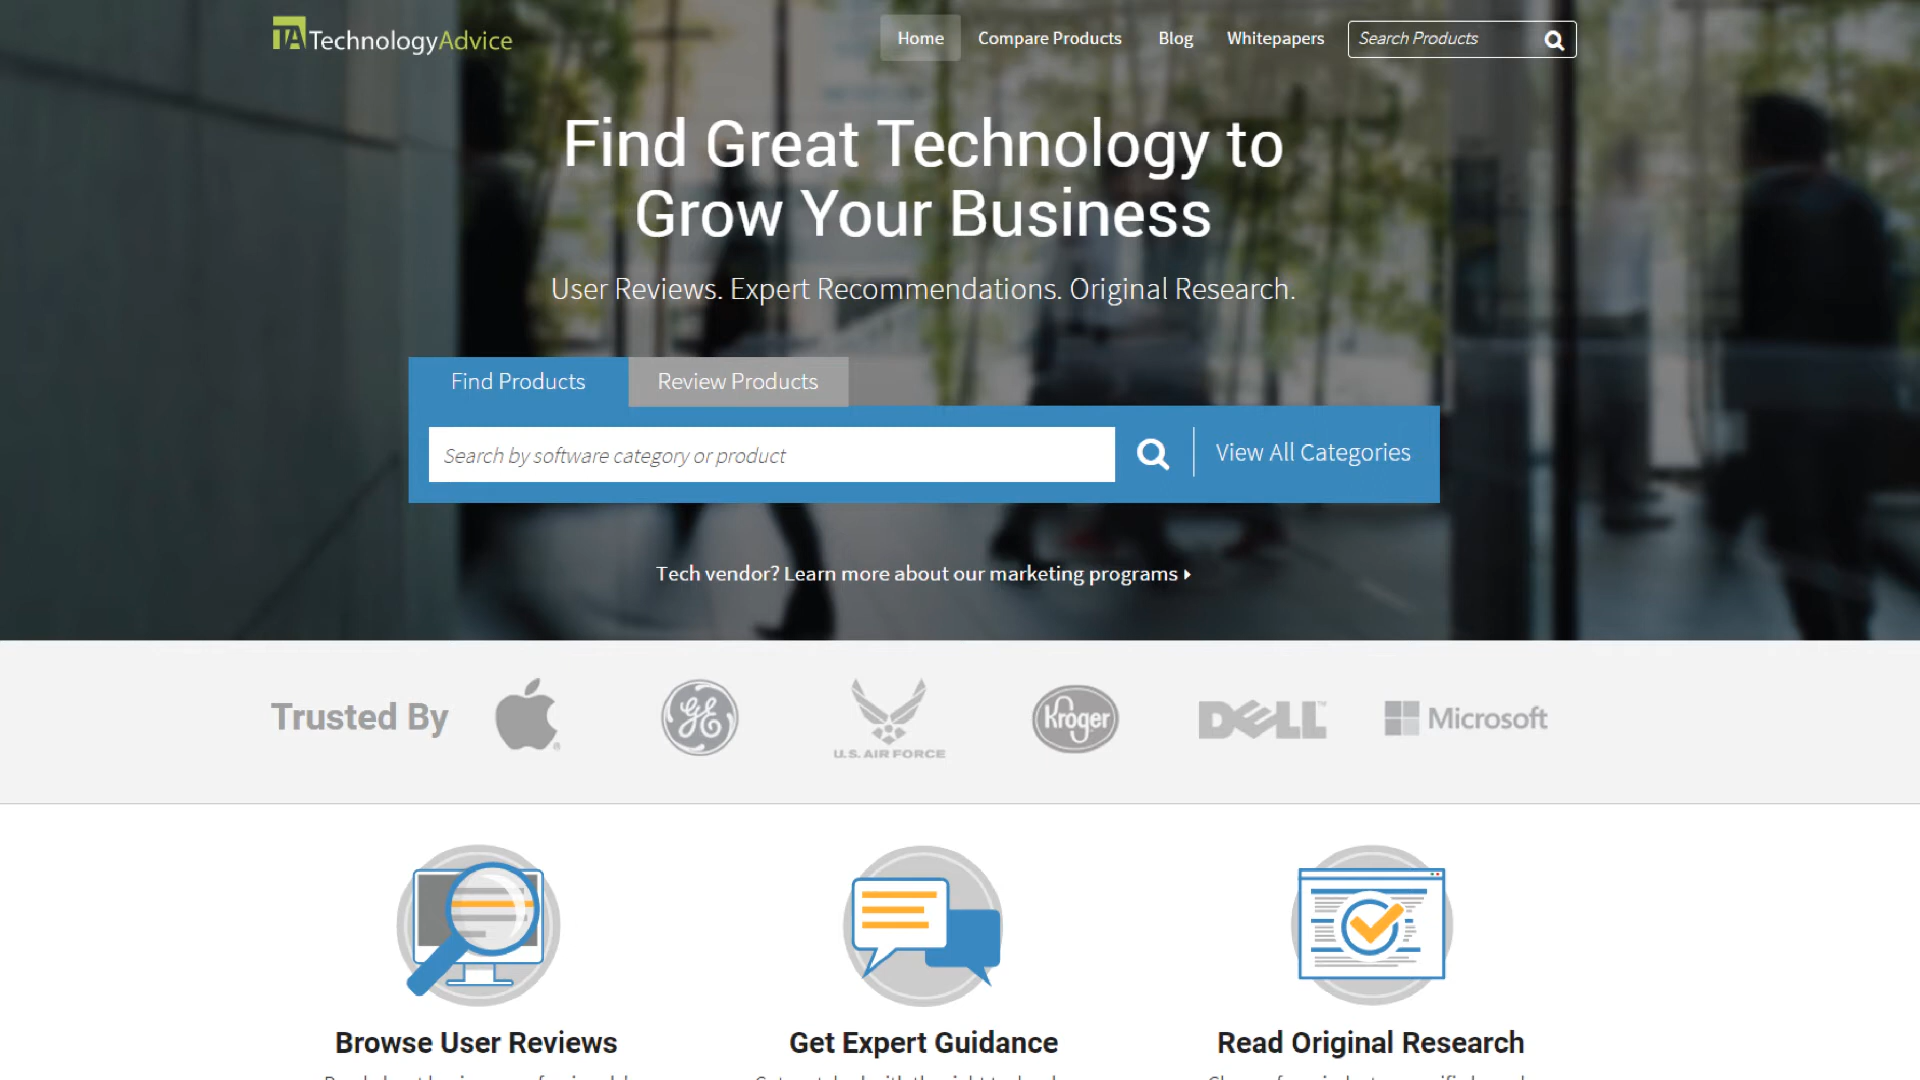 TA TechnologyAdvice
Home
Compare Products
Blog
Whitepapers
Search Products
Find Great Technology to
Grow Your Business
User Reviews. Expert Recommendations. Original Research.
Find Products
Review Products
Search by software category or product
View All Categories
Tech vendor? Learn more about our marketing programs
Trusted By
GE
U.S. AIR FORCE
Kroger
DELL™
Microsoft
Browse User Reviews
Get Expert Guidance
Read Original Research